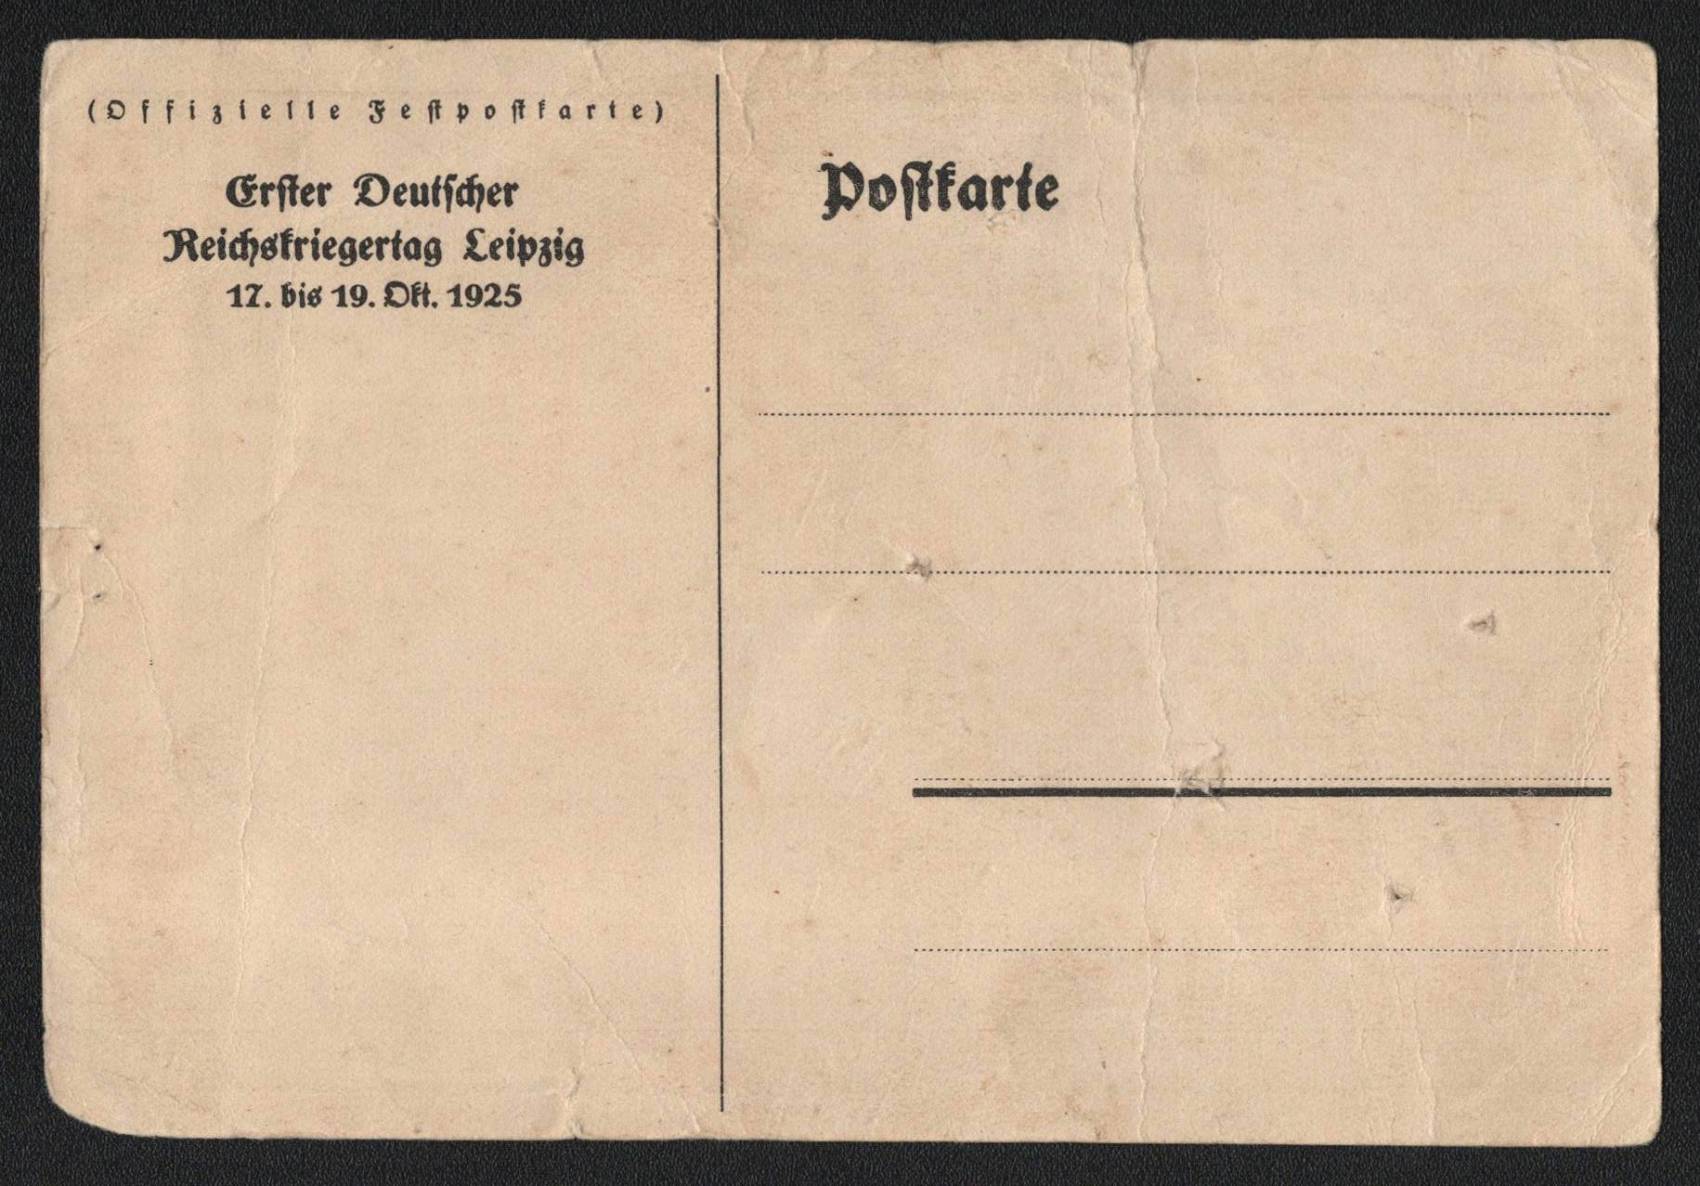 (Offizielle Festpostkarte)
Erster Deutscher
Reichskriegertag Leipzig
17. bis 19. Okt. 1925
Postkarte